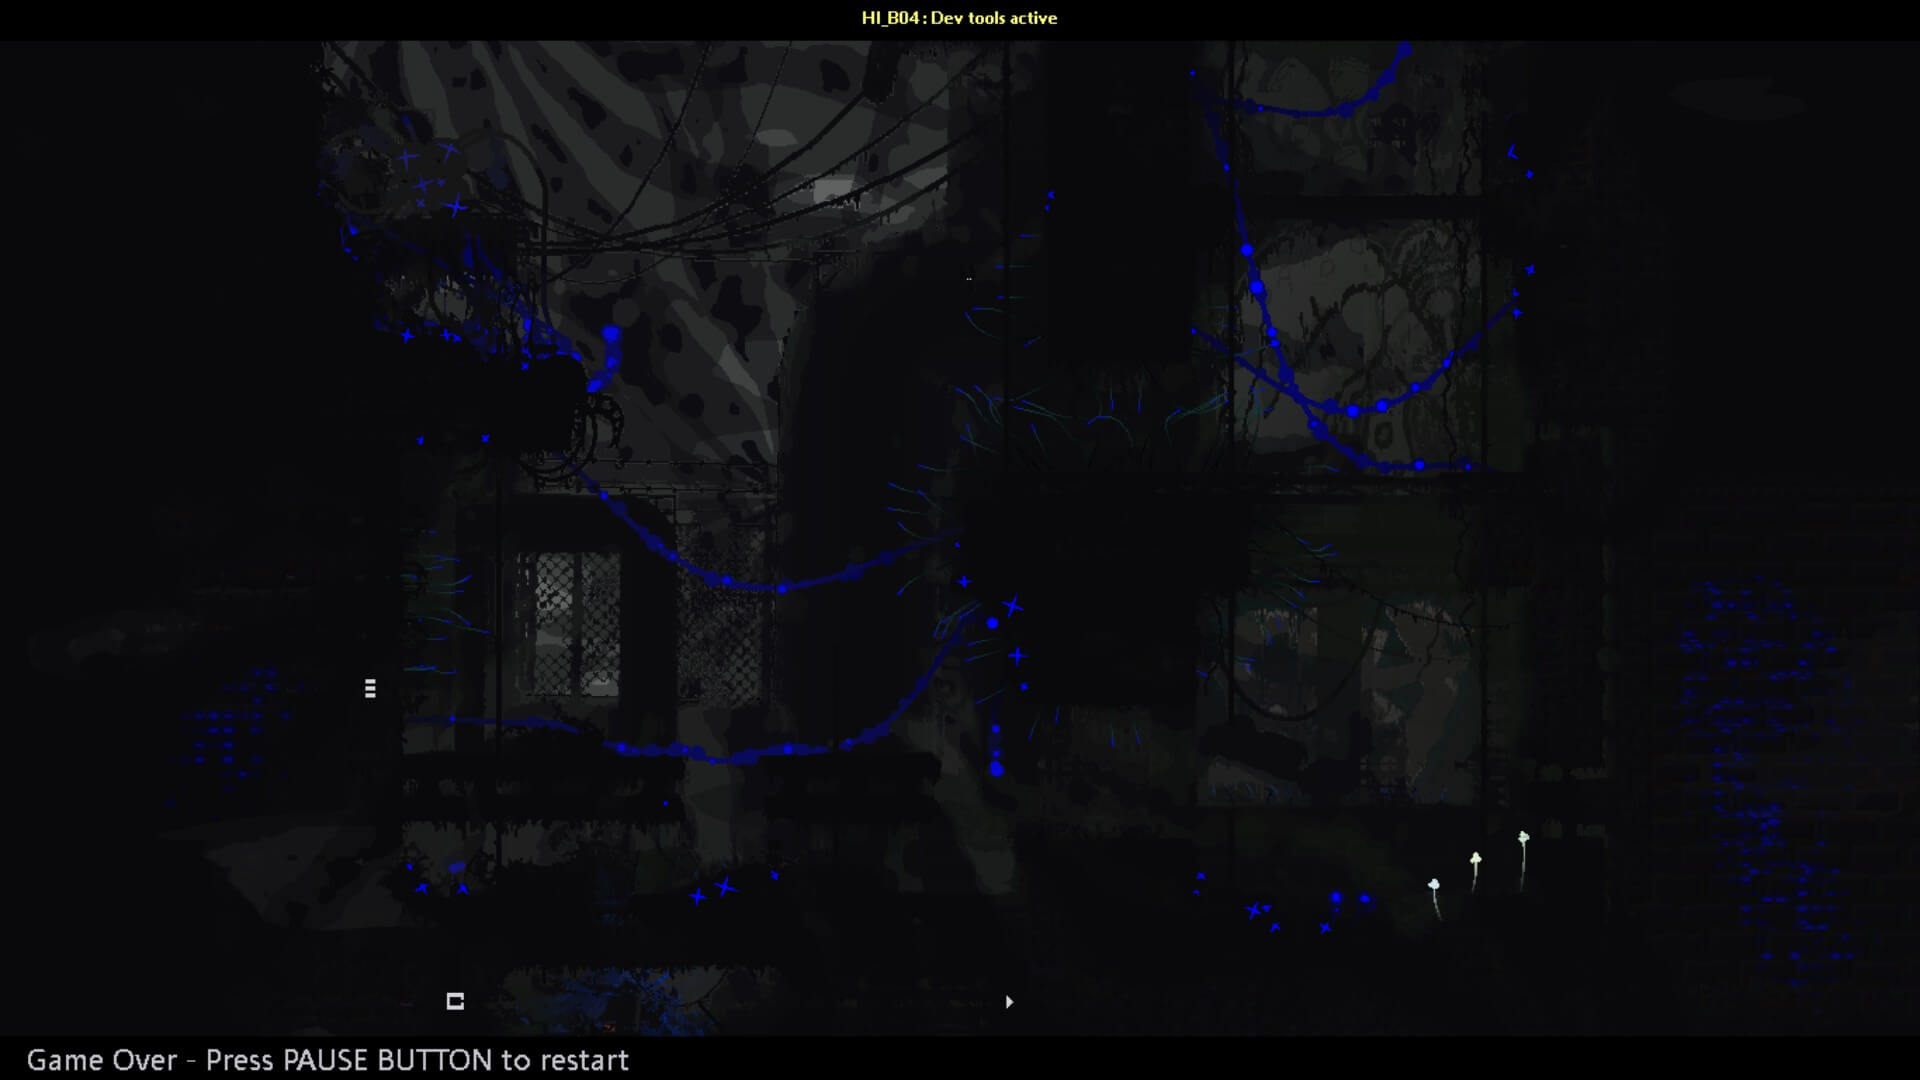 HI_B04 : Dev tools active
Game Over - Press PAUSE BUTTON to restart